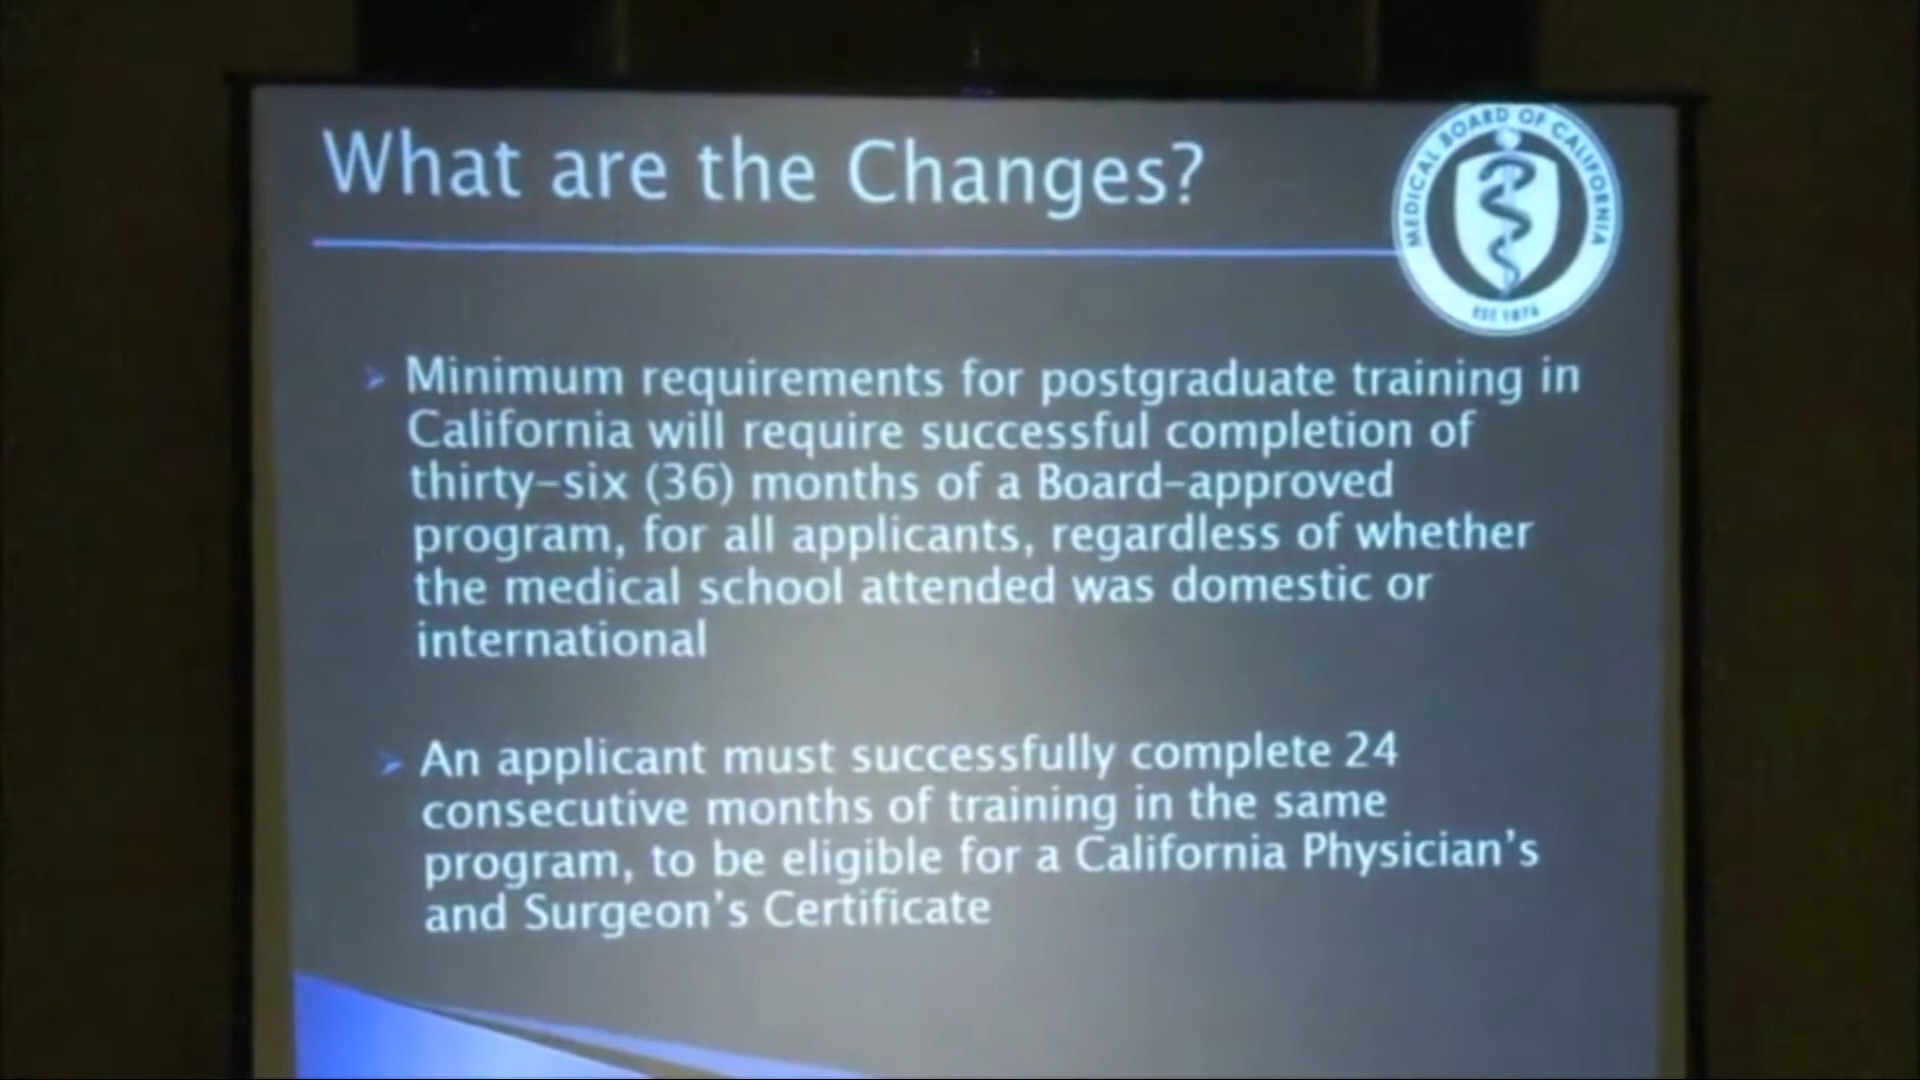 What are the Changes?
MEDICAL BOARD OF CALIFORNIA
EST. 1876
➤ Minimum requirements for postgraduate training in
California will require successful completion of
thirty-six (36) months of a Board-approved
program, for all applicants, regardless of whether
the medical school attended was domestic or
international
➤ An applicant must successfully complete 24
consecutive months of training in the same
program, to be eligible for a California Physician's
and Surgeon's Certificate